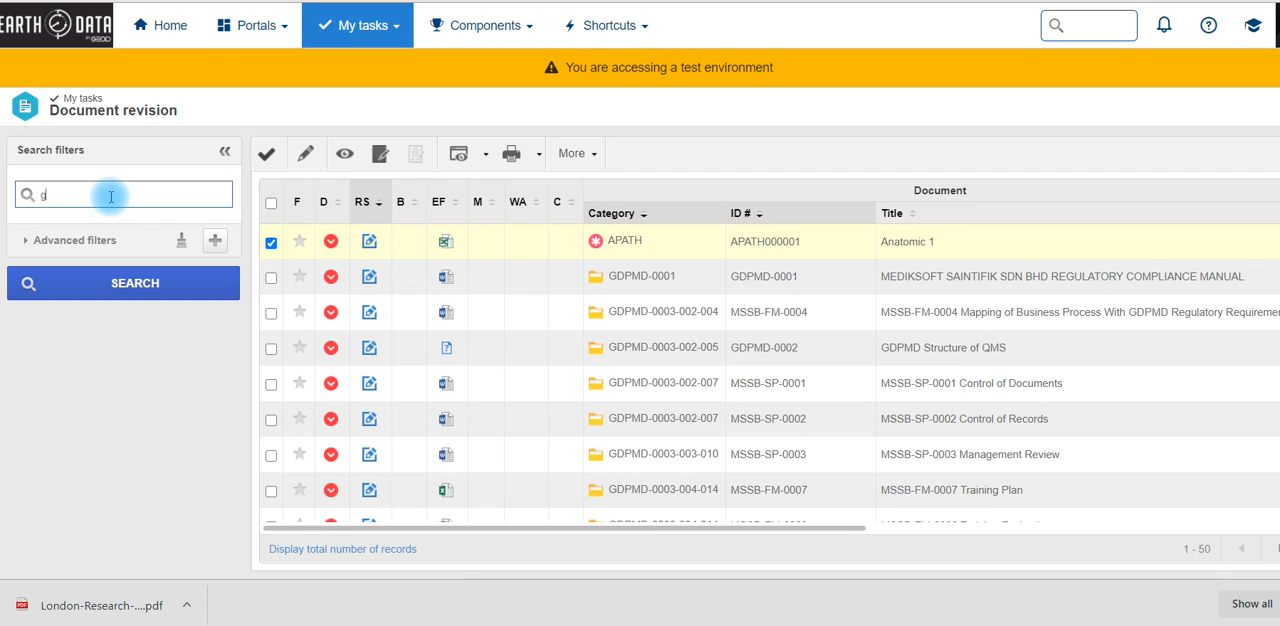 EARTH DATA
BY GEOD
Home
Portals
My tasks
Components
Shortcuts
You are accessing a test environment
My tasks
Document revision
Search filters
g
Advanced filters
SEARCH
More
F D RS B EF M WA C
Document
Category ID # Title
APATH APATH000001 Anatomic 1
GDPMD-0001 GDPMD-0001 MEDIKSOFT SAINTIFIK SDN BHD REGULATORY COMPLIANCE MANUAL
GDPMD-0003-002-004 MSSB-FM-0004 MSSB-FM-0004 Mapping of Business Process With GDPMD Regulatory Requiremen
GDPMD-0003-002-005 GDPMD-0002 GDPMD Structure of QMS
GDPMD-0003-002-007 MSSB-SP-0001 MSSB-SP-0001 Control of Documents
GDPMD-0003-002-007 MSSB-SP-0002 MSSB-SP-0002 Control of Records
GDPMD-0003-003-010 MSSB-SP-0003 MSSB-SP-0003 Management Review
GDPMD-0003-004-014 MSSB-FM-0007 MSSB-FM-0007 Training Plan
Display total number of records
1 - 50
London-Research-....pdf
Show all